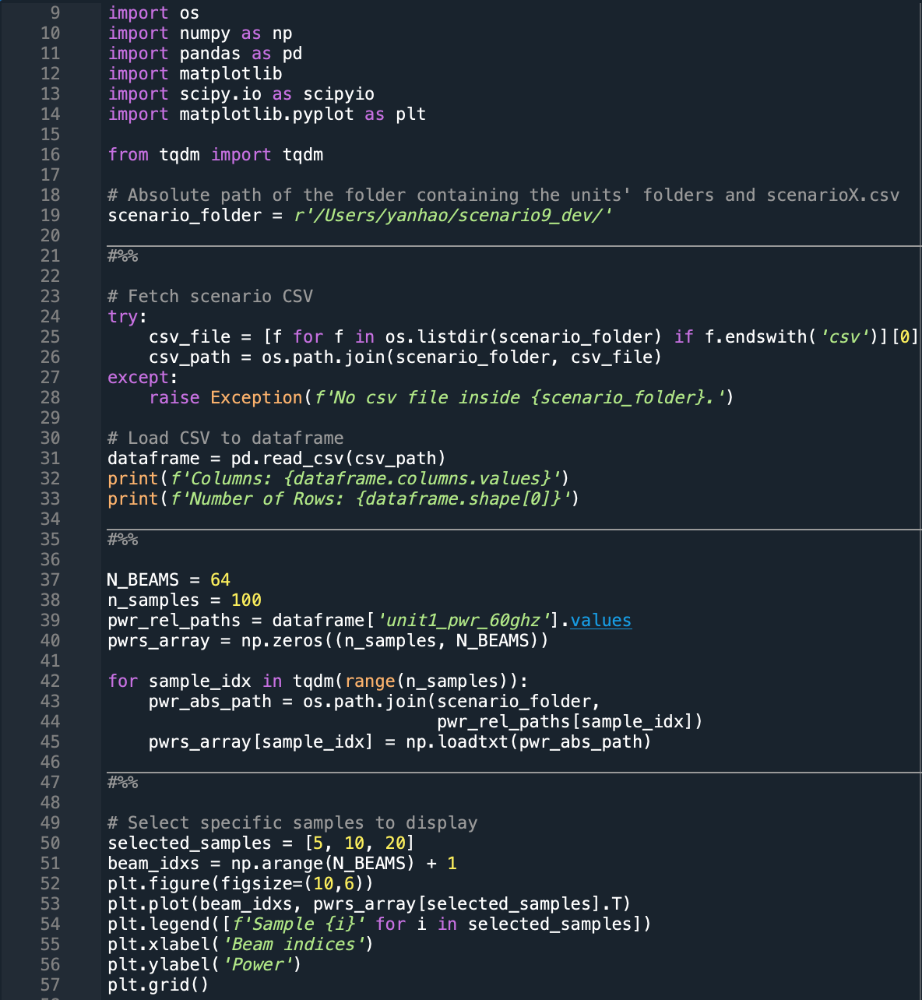 9 import os
10 import numpy as np
11 import pandas as pd
12 import matplotlib
13 import scipy.io as scipyio
14 import matplotlib.pyplot as plt
15
16 from tqdm import tqdm
17
18 # Absolute path of the folder containing the units' folders and scenarioX.csv
19 scenario_folder = r'/Users/yanhao/scenario9_dev/'
20
21 #%%
22
23 # Fetch scenario CSV
24 try:
25     csv_file = [f for f in os.listdir(scenario_folder) if f.endswith('csv')][0]
26     csv_path = os.path.join(scenario_folder, csv_file)
27 except:
28     raise Exception(f'No csv file inside {scenario_folder}.')
29
30 # Load CSV to dataframe
31 dataframe = pd.read_csv(csv_path)
32 print(f'Columns: {dataframe.columns.values}')
33 print(f'Number of Rows: {dataframe.shape[0]}')
34
35 #%%
36
37 N_BEAMS = 64
38 n_samples = 100
39 pwr_rel_paths = dataframe['unit1_pwr_60ghz'].values
40 pwrs_array = np.zeros((n_samples, N_BEAMS))
41
42 for sample_idx in tqdm(range(n_samples)):
43     pwr_abs_path = os.path.join(scenario_folder,
44                                 pwr_rel_paths[sample_idx])
45     pwrs_array[sample_idx] = np.loadtxt(pwr_abs_path)
46
47 #%%
48
49 # Select specific samples to display
50 selected_samples = [5, 10, 20]
51 beam_idxs = np.arange(N_BEAMS) + 1
52 plt.figure(figsize=(10,6))
53 plt.plot(beam_idxs, pwrs_array[selected_samples].T)
54 plt.legend([f'Sample {i}' for i in selected_samples])
55 plt.xlabel('Beam indices')
56 plt.ylabel('Power')
57 plt.grid()